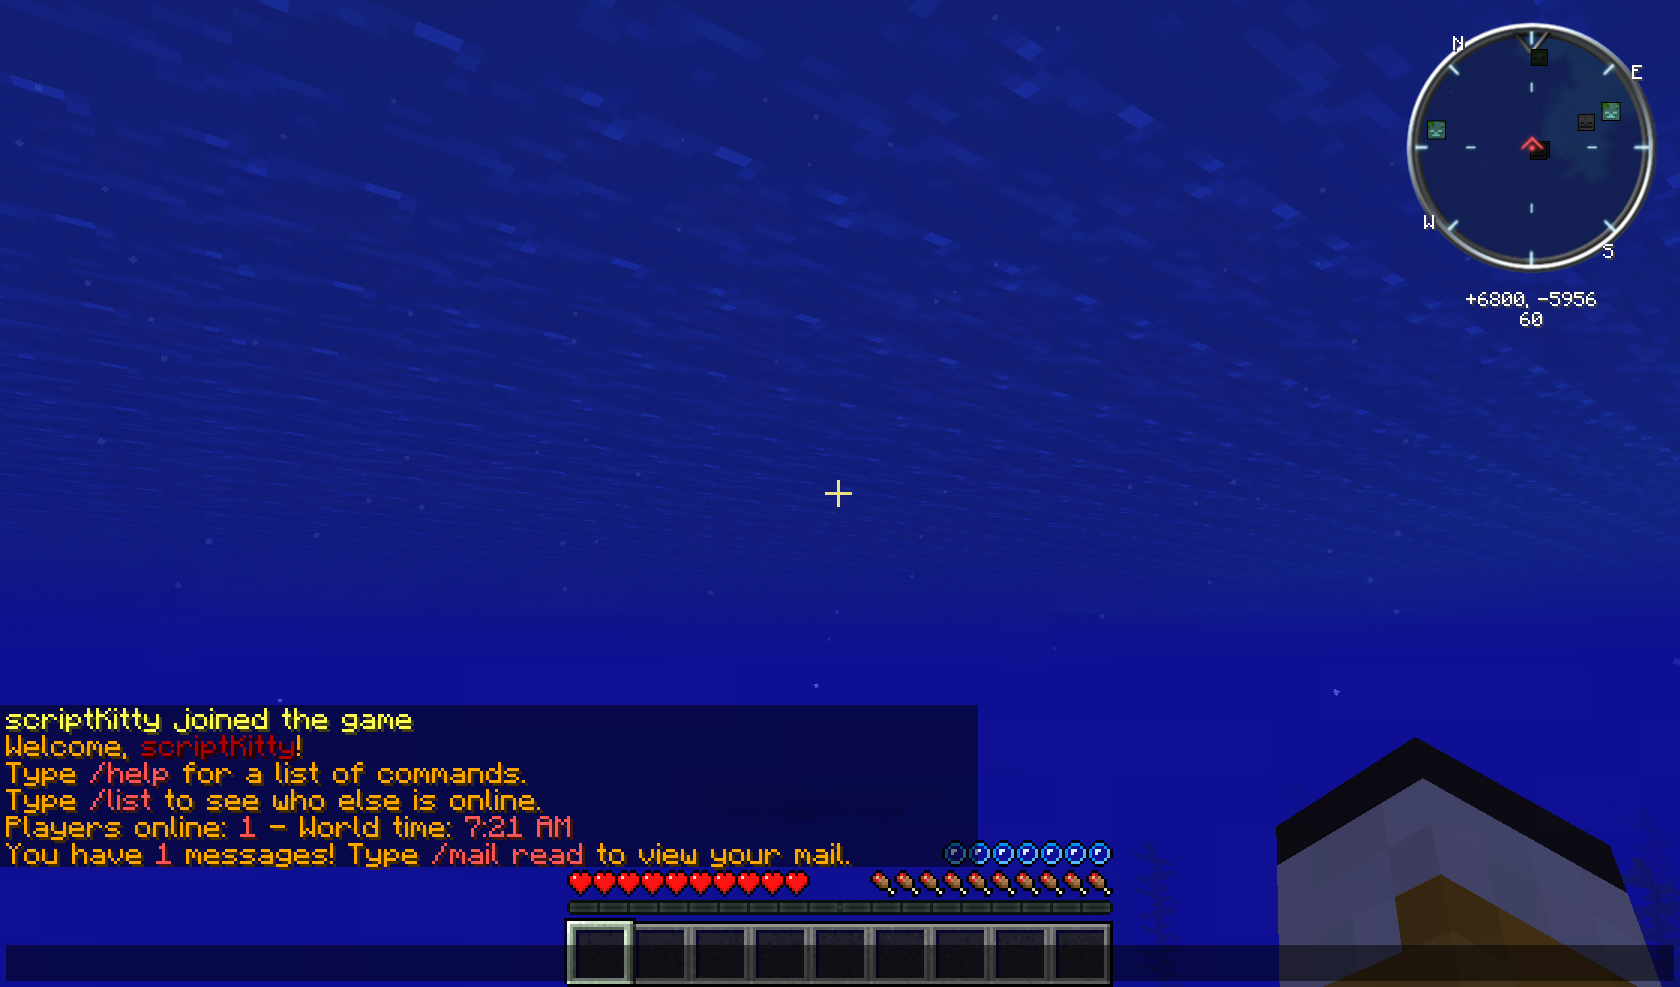 N
E
W
S
+6800, -5956
60
scriptKitty joined the game
Welcome, scriptKitty!
Type /help for a list of commands.
Type /list to see who else is online.
Players online: 1 - World time: 7:21 AM
You have 1 messages! Type /mail read to view your mail.